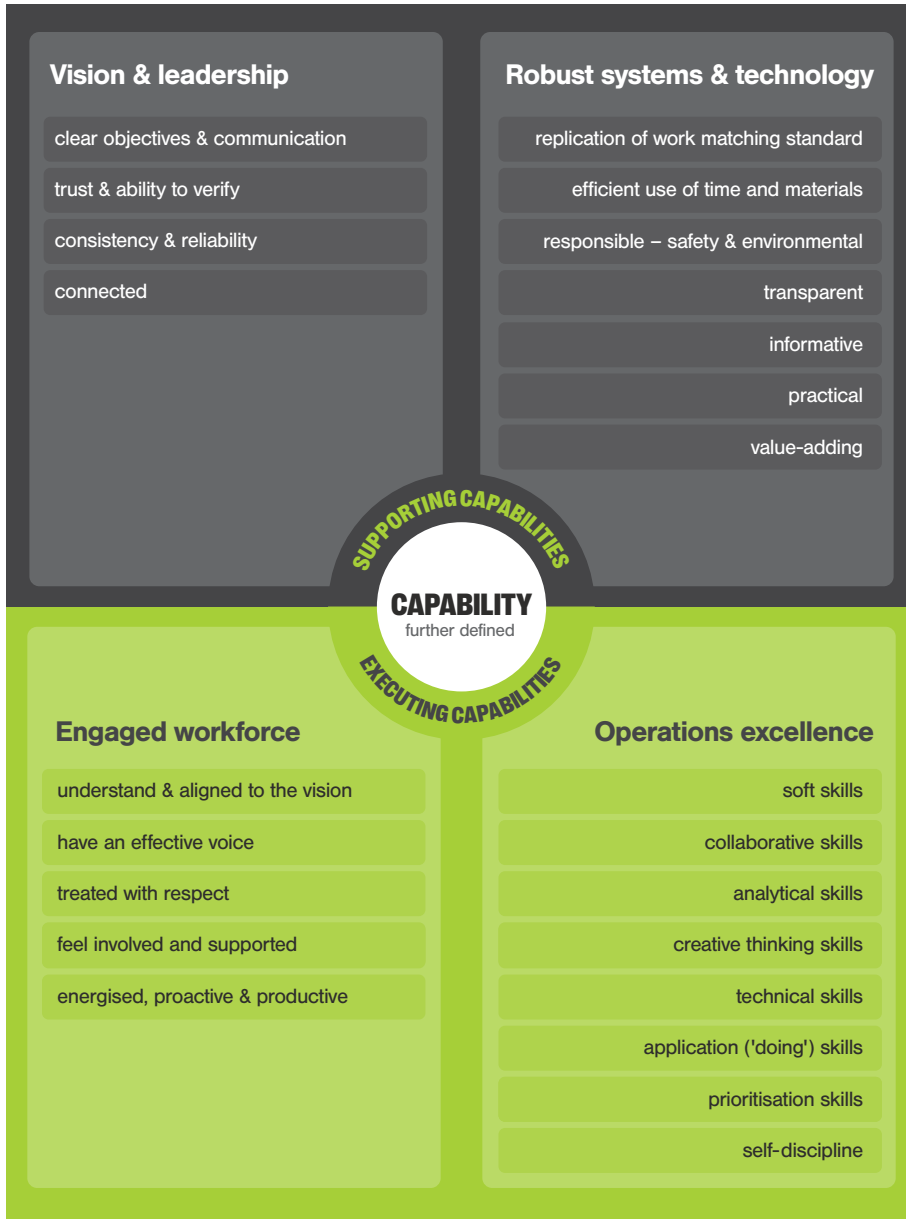 Vision & leadership
clear objectives & communication
trust & ability to verify
consistency & reliability
connected
Robust systems & technology
replication of work matching standard
efficient use of time and materials
responsible – safety & environmental
transparent
informative
practical
value-adding
SUPPORTING CAPABILITIES
CAPABILITY
further defined
EXECUTING CAPABILITIES
Engaged workforce
understand & aligned to the vision
have an effective voice
treated with respect
feel involved and supported
energised, proactive & productive
Operations excellence
soft skills
collaborative skills
analytical skills
creative thinking skills
technical skills
application ('doing') skills
prioritisation skills
self-discipline